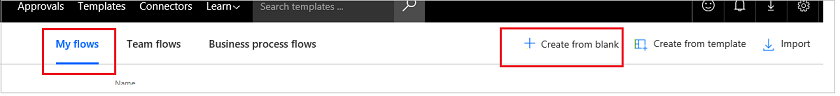 Approvals Templates Connectors Learn Search templates ...
My flows Team flows Business process flows Create from blank Create from template Import
Name